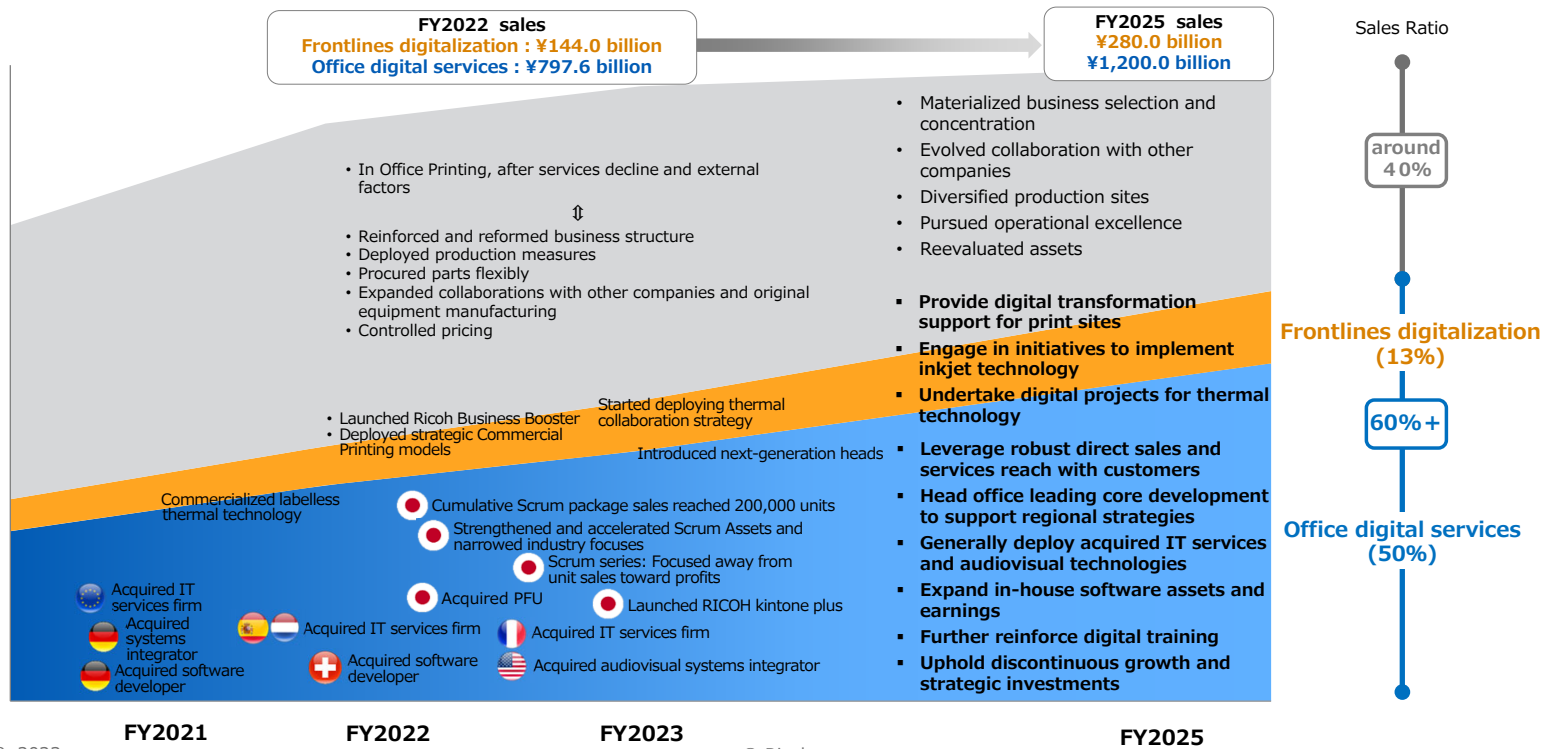 FY2022 sales
Frontlines digitalization : ¥144.0 billion
Office digital services : ¥797.6 billion
FY2025 sales
¥280.0 billion
¥1,200.0 billion
Sales Ratio
• In Office Printing, after services decline and external
factors
⇕
• Reinforced and reformed business structure
• Deployed production measures
• Procured parts flexibly
• Expanded collaborations with other companies and original
equipment manufacturing
• Controlled pricing
• Materialized business selection and
concentration
• Evolved collaboration with other
companies
• Diversified production sites
• Pursued operational excellence
• Reevaluated assets
around
40%
▪ Provide digital transformation
support for print sites
▪ Engage in initiatives to implement
inkjet technology
▪ Undertake digital projects for thermal
technology
Frontlines digitalization
(13%)
• Launched Ricoh Business Booster
• Deployed strategic Commercial
Printing models
Started deploying thermal
collaboration strategy
Introduced next-generation heads
Commercialized labelless
thermal technology
60%+
▪ Leverage robust direct sales and
services reach with customers
▪ Head office leading core development
to support regional strategies
▪ Generally deploy acquired IT services
and audiovisual technologies
▪ Expand in-house software assets and
earnings
▪ Further reinforce digital training
▪ Uphold discontinuous growth and
strategic investments
Office digital services
(50%)
Cumulative Scrum package sales reached 200,000 units
Strengthened and accelerated Scrum Assets and
narrowed industry focuses
Scrum series: Focused away from
unit sales toward profits
Acquired PFU
Launched RICOH kintone plus
Acquired IT
services firm
Acquired
systems
integrator
Acquired software
developer
Acquired IT services firm
Acquired software
developer
Acquired IT services firm
Acquired audiovisual systems integrator
FY2021
FY2022
FY2023
FY2025